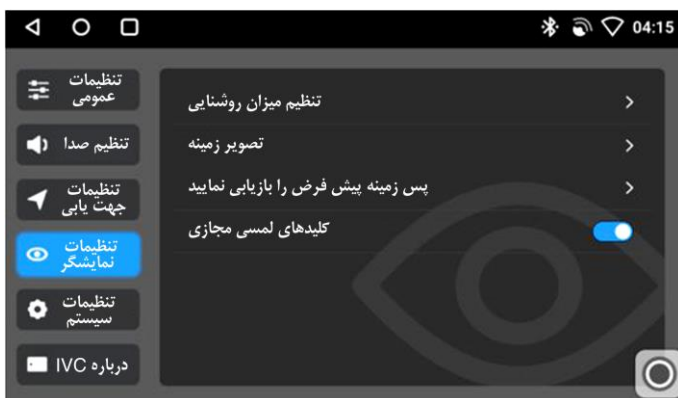 04:15
تنظیمات
عمومی
تنظیم صدا
تنظیمات
جهت یابی
تنظیمات
نمایشگر
تنظیمات
سیستم
درباره IVC
تنظیم میزان روشنایی
تصویر زمینه
پس زمینه پیش فرض را بازیابی نمایید
کلیدهای لمسی مجازی